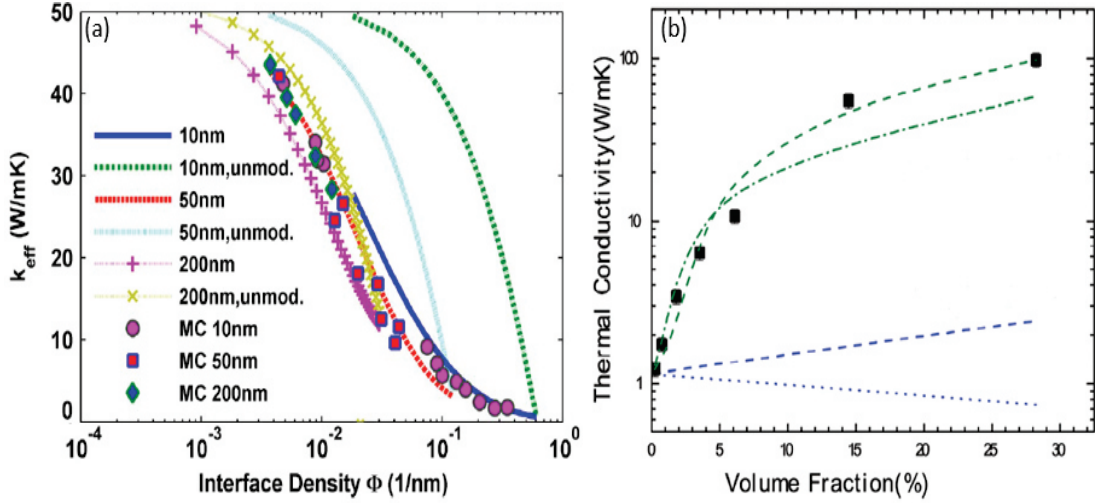 (a)
50
40
30
20
10
0
k_eff (W/mK)
10nm
10nm,unmod.
50nm
50nm,unmod.
200nm
200nm,unmod.
MC 10nm
MC 50nm
MC 200nm
10^-4
10^-3
10^-2
10^-1
10^0
Interface Density Φ (1/nm)
(b)
Thermal Conductivity(W/mK)
100
10
1
0
5
10
15
20
25
30
Volume Fraction(%)